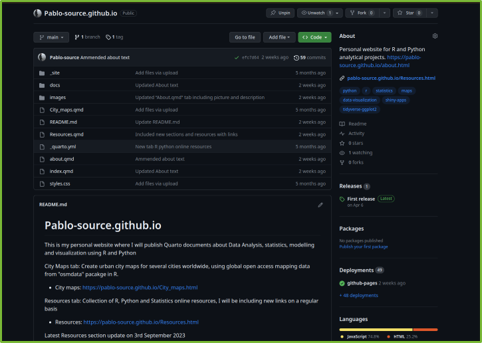 Pablo-source.github.io Public
Unpin
Unwatch 1
Fork 0
Star 0
main
1 branch
1 tag
Go to file
Add file
Code
Pablo-source Ammended about text
2 weeks ago
59 commits
_site Add files via upload 5 months ago
docs Updated About text 2 weeks ago
images Updated "About.qmd" tab including picture and description 2 weeks ago
City_maps.qmd Add files via upload 5 months ago
README.md Update README.md 2 weeks ago
Resources.qmd Included new sections and resources with links 2 weeks ago
_quarto.yml New tab R python online resources 5 months ago
about.qmd Ammended about text 2 weeks ago
index.qmd Updated About text 2 weeks ago
styles.css Add files via upload 5 months ago
README.md
Pablo-source.github.io
This is my personal website where I will publish Quarto documents about Data Analysis, statistics, modelling
and visualization using R and Python
City Maps tab: Create urban city maps for several cities worldwide, using global open access mapping data
from "osmdata" pacakge in R.
City maps: https://pablo-source.github.io/City_maps.html
Resources tab: Collection of R, Python and Statistics online resources, I will be including new links on a regular
basis
Resources: https://pablo-source.github.io/Resources.html
Latest Resources section update on 3rd September 2023
About
Personal website for R and Python
analytical projects. https://pablo-
source.github.io/about.html
pablo-source.github.io/Resources.html
python r statistics maps
data-visualization shiny-apps
tidyverse-ggplot2
Readme
Activity
0 stars
1 watching
0 forks
Releases 1
First release Latest
on Apr 8
Packages
No packages published
Publish your first package
Deployments 49
github-pages 2 weeks ago
+ 48 deployments
Languages
JavaScript 73.0%
HTML 25.2%